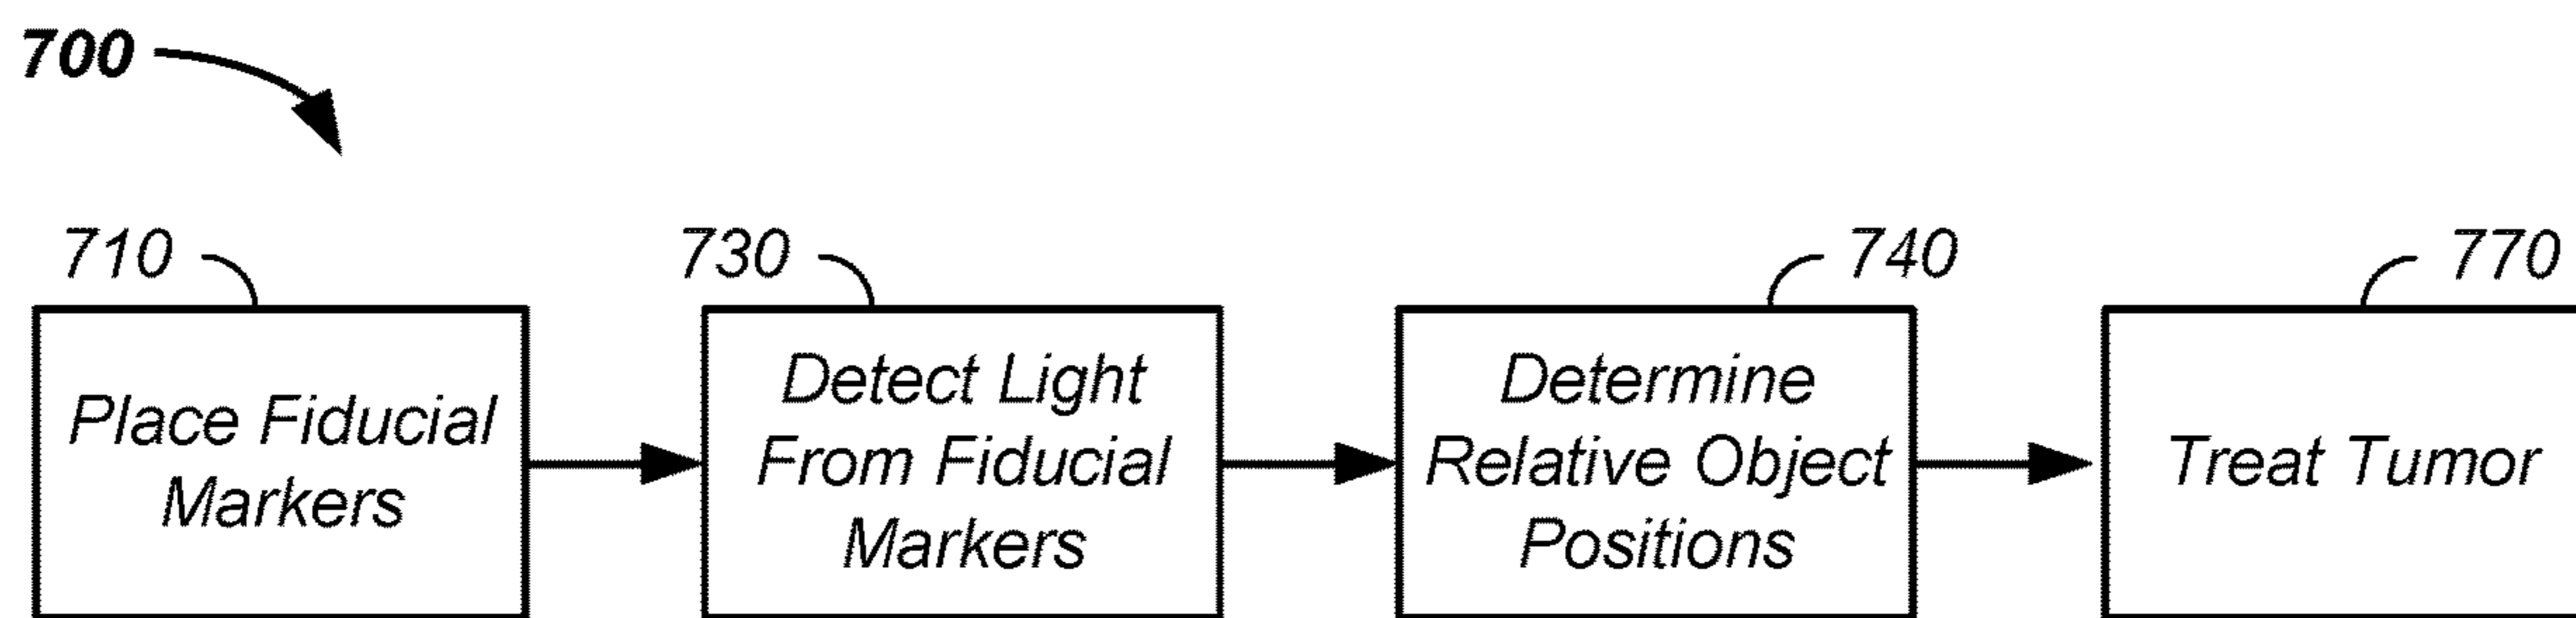 700
710
730
740
770
Place Fiducial
Markers
Detect Light
From Fiducial
Markers
Determine
Relative Object
Positions
Treat Tumor